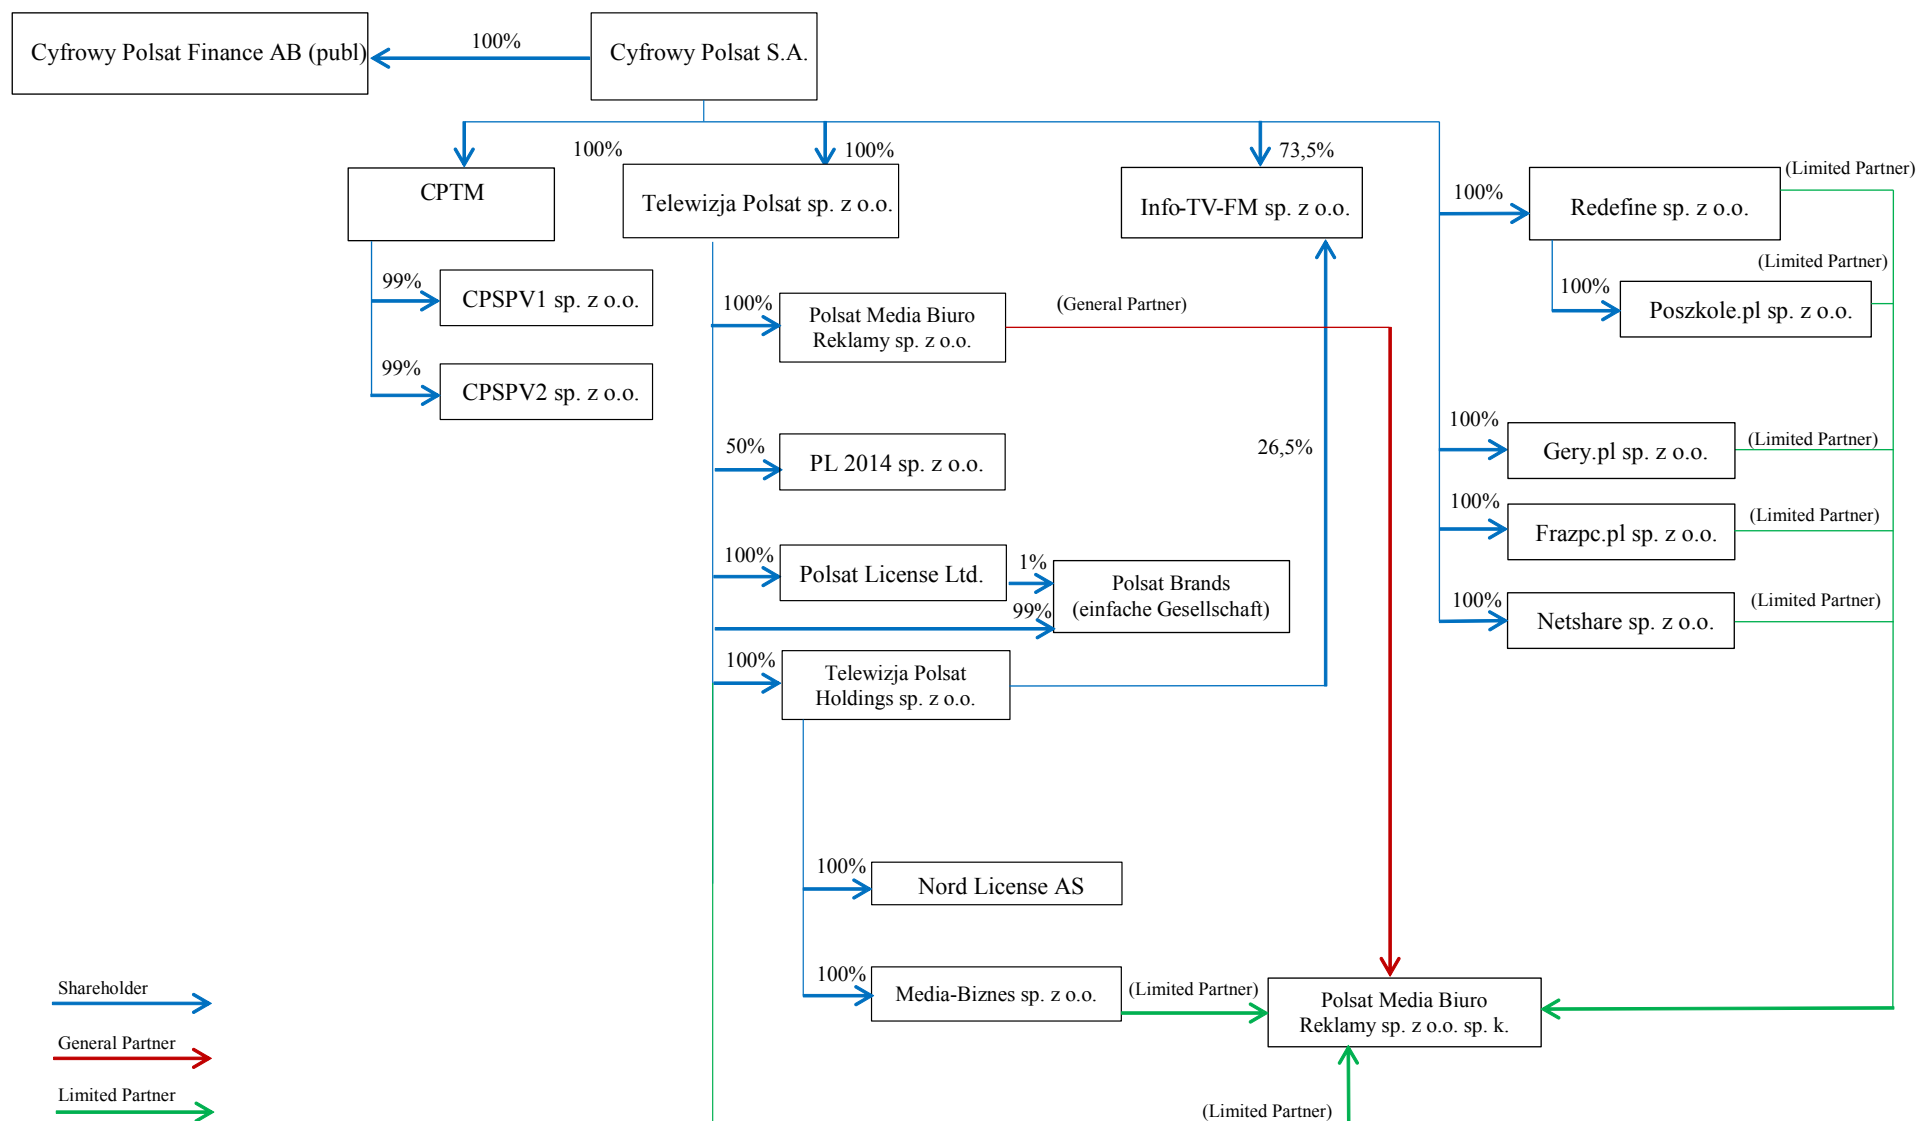 Cyfrowy Polsat Finance AB (publ)
100%
Cyfrowy Polsat S.A.
100%
100%
73,5%
CPTM
Telewizja Polsat sp. z o.o.
Info-TV-FM sp. z o.o.
100%
Redefine sp. z o.o.
(Limited Partner)
99%
CPSPV1 sp. z o.o.
99%
CPSPV2 sp. z o.o.
100%
Polsat Media Biuro
Reklamy sp. z o.o.
(General Partner)
100%
Poszkole.pl sp. z o.o.
(Limited Partner)
50%
PL 2014 sp. z o.o.
26,5%
100%
Gery.pl sp. z o.o.
(Limited Partner)
100%
Frazpc.pl sp. z o.o.
(Limited Partner)
100%
Polsat License Ltd.
1%
99%
Polsat Brands
(einfache Gesellschaft)
100%
Netshare sp. z o.o.
(Limited Partner)
100%
Telewizja Polsat
Holdings sp. z o.o.
100%
Nord License AS
100%
Media-Biznes sp. z o.o.
(Limited Partner)
Polsat Media Biuro
Reklamy sp. z o.o. sp. k.
(Limited Partner)
Shareholder
General Partner
Limited Partner